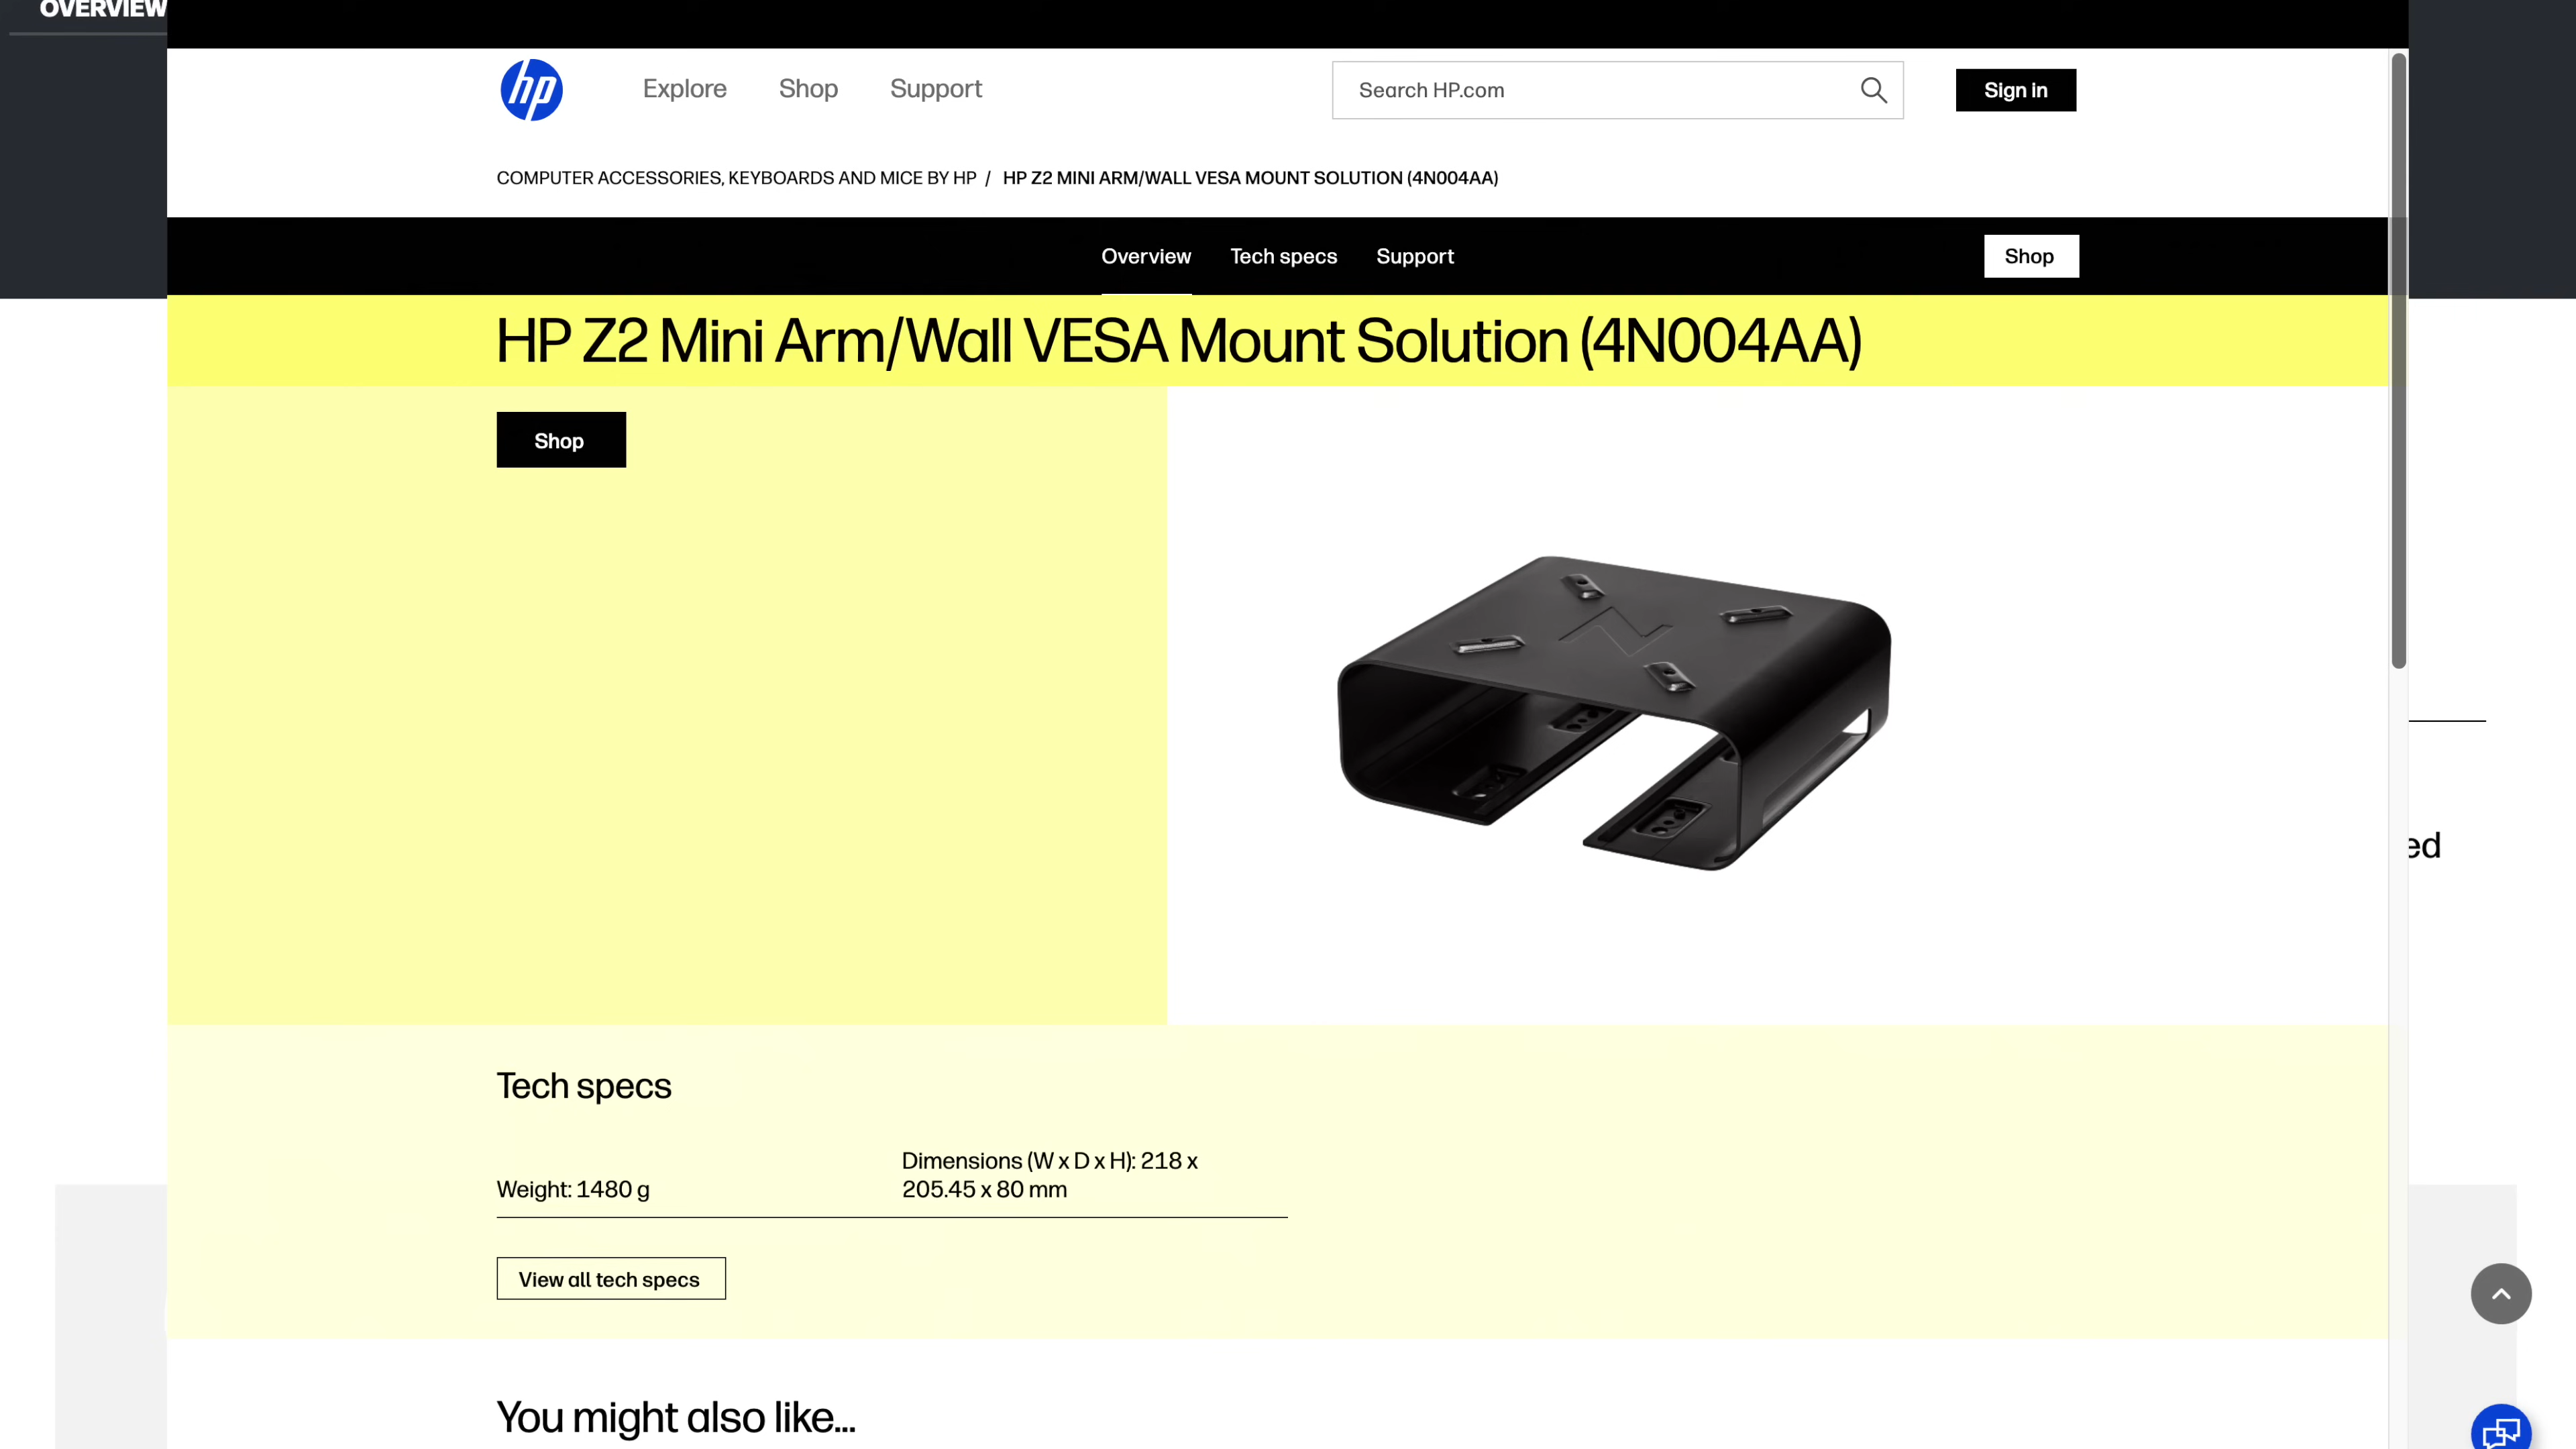 OVERVIEW
hp
Explore
Shop
Support
Search HP.com
Sign in
COMPUTER ACCESSORIES, KEYBOARDS AND MICE BY HP / HP Z2 MINI ARM/WALL VESA MOUNT SOLUTION (4N004AA)
Overview
Tech specs
Support
Shop
HP Z2 Mini Arm/Wall VESA Mount Solution (4N004AA)
Shop
ed
Tech specs
Weight: 1480 g
Dimensions (W x D x H): 218 x
205.45 x 80 mm
View all tech specs
You might also like...